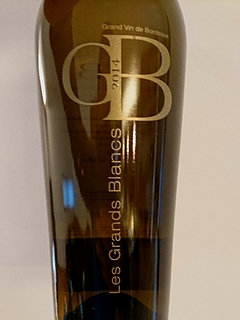 Grand Vin de Bordeaux
GB
2014
Les Grands Blancs